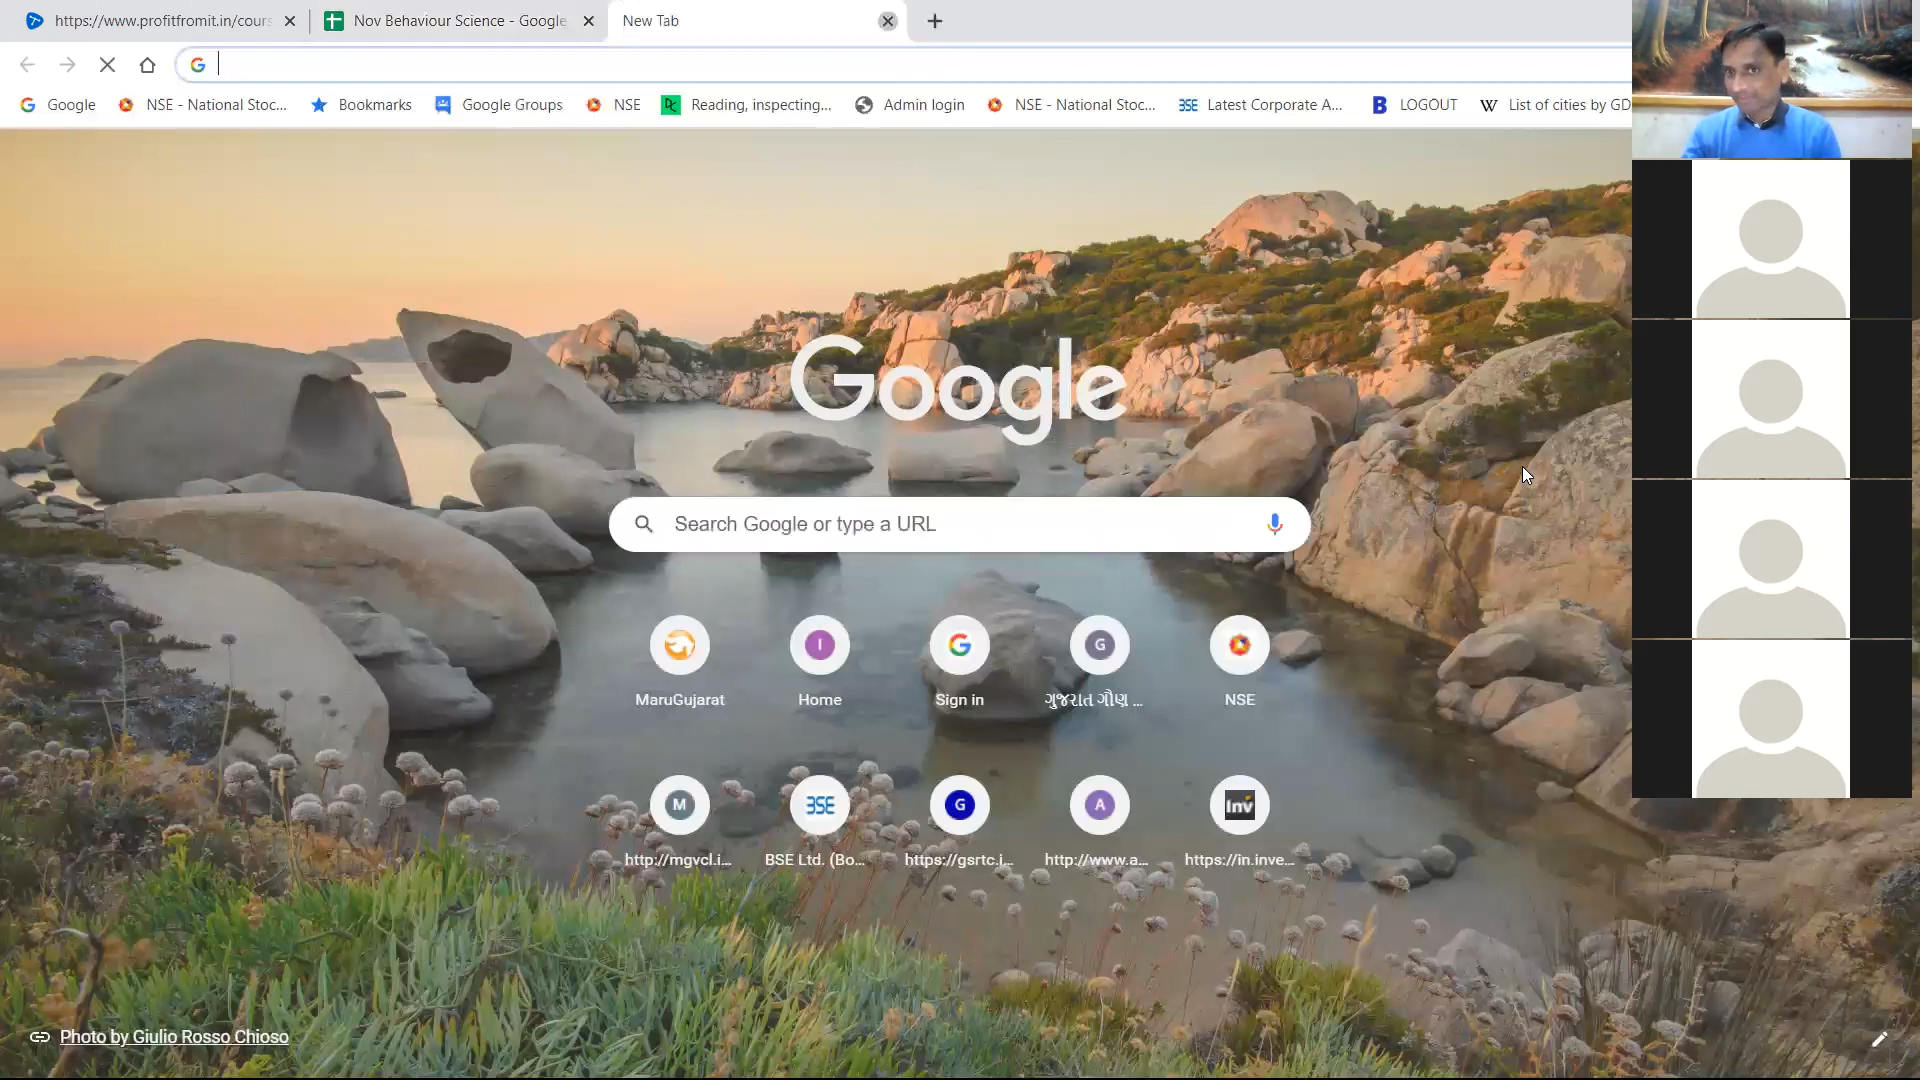 https://www.profitfromit.in/cours
Nov Behaviour Science - Google
New Tab
Google
NSE - National Stoc...
Bookmarks
Google Groups
NSE
Reading, inspecting...
Admin login
NSE - National Stoc...
Latest Corporate A...
LOGOUT
List of cities by GD
Google
Search Google or type a URL
MaruGujarat
Home
Sign in
ગુજરાત ગૌણ ...
NSE
http://mgvcl.i...
BSE Ltd. (Bo...
https://gsrtc.i...
http://www.a...
https://in.inve...
Photo by Giulio Rosso Chioso